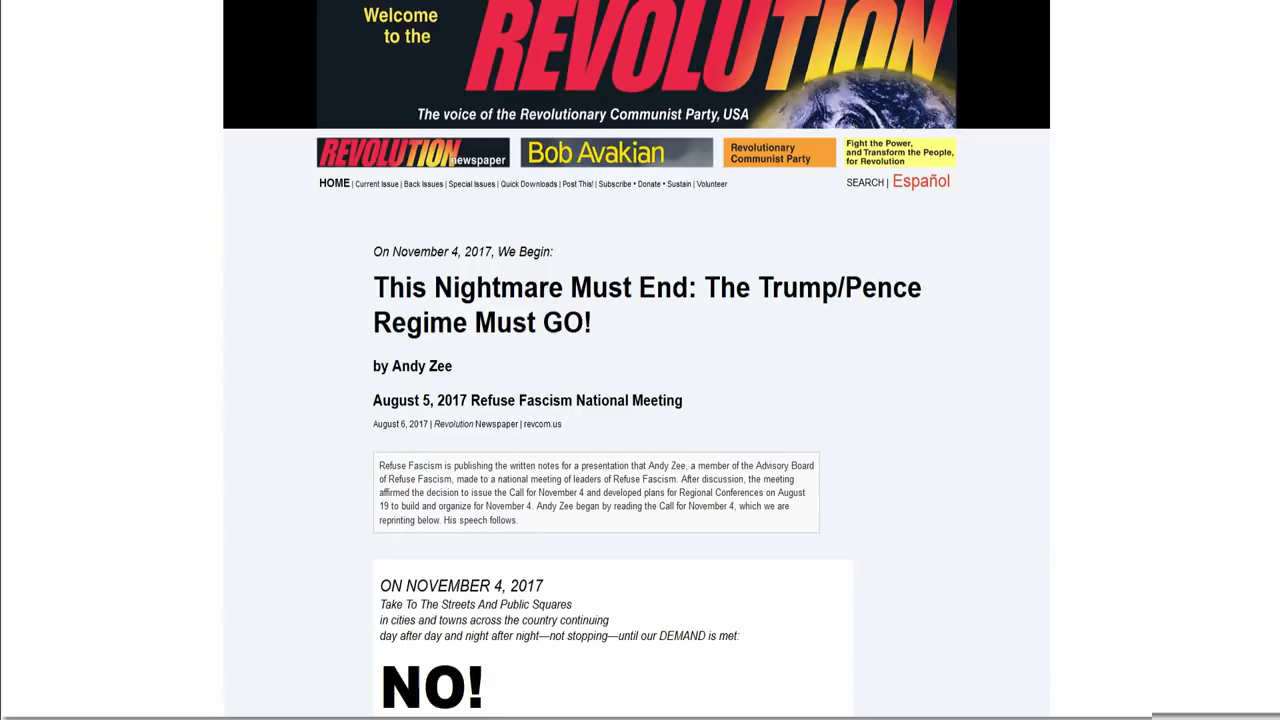 Welcome
to the
REVOLUTION
The voice of the Revolutionary Communist Party, USA
REVOLUTION newspaper
Bob Avakian
Revolutionary
Communist Party
Fight the Power,
and Transform the People,
for Revolution
HOME | Current Issue | Back Issues | Special Issues | Quick Downloads | Post This! | Subscribe • Donate • Sustain | Volunteer
SEARCH | Español
On November 4, 2017, We Begin:
This Nightmare Must End: The Trump/Pence
Regime Must GO!
by Andy Zee
August 5, 2017 Refuse Fascism National Meeting
August 6, 2017 | Revolution Newspaper | revcom.us
Refuse Fascism is publishing the written notes for a presentation that Andy Zee, a member of the Advisory Board
of Refuse Fascism, made to a national meeting of leaders of Refuse Fascism. After discussion, the meeting
affirmed the decision to issue the Call for November 4 and developed plans for Regional Conferences on August
19 to build and organize for November 4. Andy Zee began by reading the Call for November 4, which we are
reprinting below. His speech follows.
ON NOVEMBER 4, 2017
Take To The Streets And Public Squares
in cities and towns across the country continuing
day after day and night after night—not stopping—until our DEMAND is met:
NO!